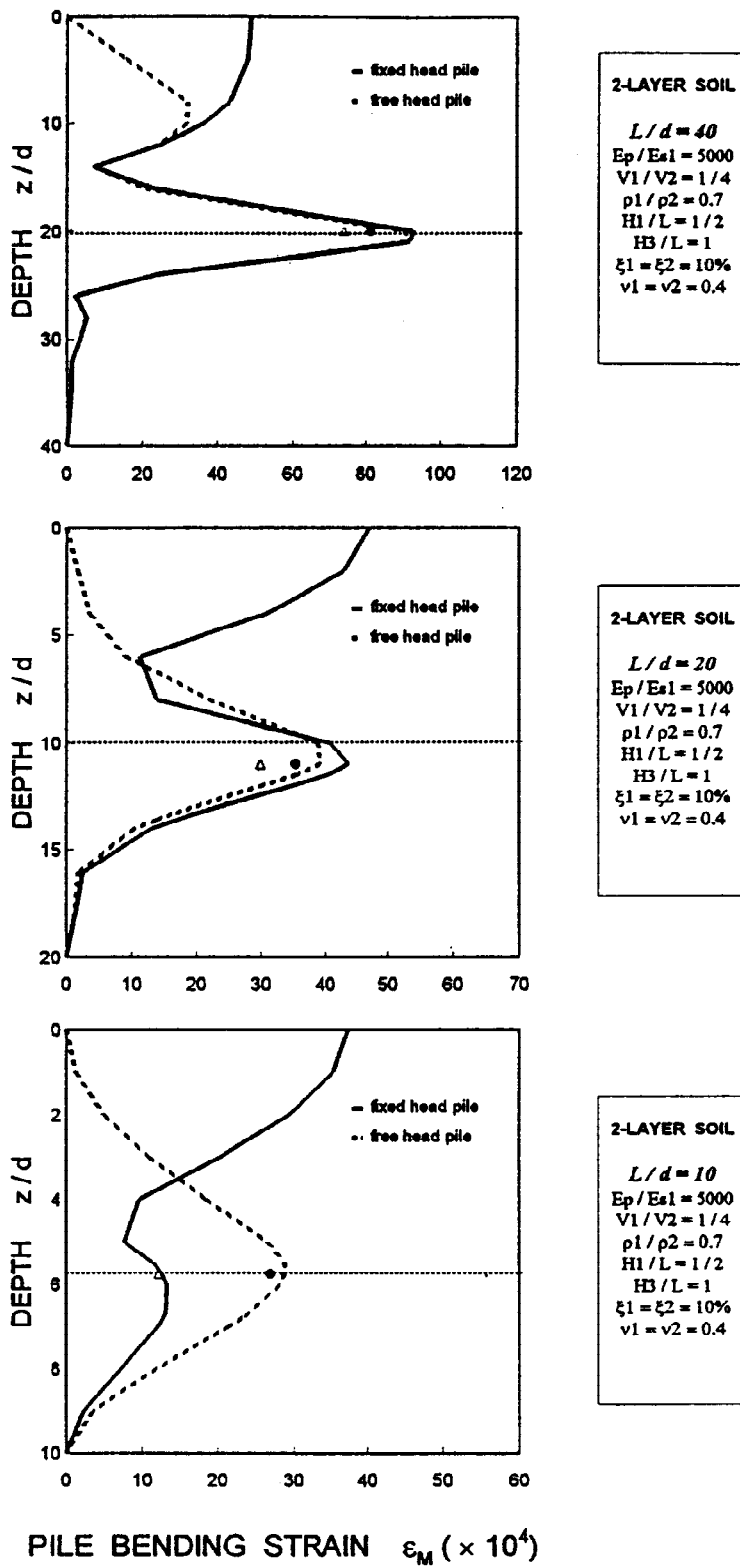 0
10
20
30
40
DEPTH z/d
fixed head pile
free head pile
0 20 40 60 80 100 120
2-LAYER SOIL
L/d = 40
Ep/Es1 = 5000
V1/V2 = 1/4
ρ1/ρ2 = 0.7
H1/L = 1/2
H3/L = 1
ξ1 = ξ2 = 10%
ν1 = ν2 = 0.4
0
5
10
15
20
DEPTH z/d
fixed head pile
free head pile
0 10 20 30 40 50 60 70
2-LAYER SOIL
L/d = 20
Ep/Es1 = 5000
V1/V2 = 1/4
ρ1/ρ2 = 0.7
H1/L = 1/2
H3/L = 1
ξ1 = ξ2 = 10%
ν1 = ν2 = 0.4
0
2
4
6
8
10
DEPTH z/d
fixed head pile
free head pile
0 10 20 30 40 50 60
2-LAYER SOIL
L/d = 10
Ep/Es1 = 5000
V1/V2 = 1/4
ρ1/ρ2 = 0.7
H1/L = 1/2
H3/L = 1
ξ1 = ξ2 = 10%
ν1 = ν2 = 0.4
PILE BENDING STRAIN ε_M (× 10⁴)